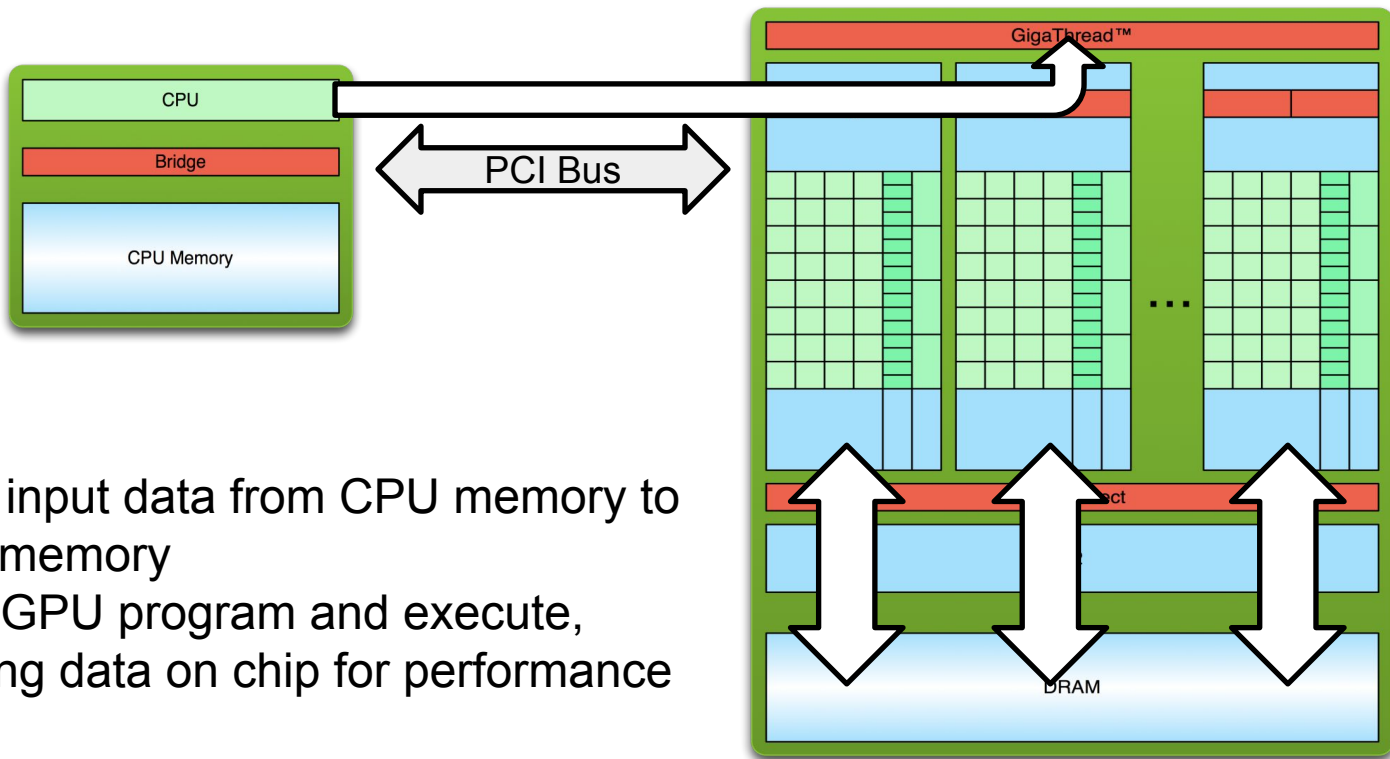 GigaThread™
CPU
Bridge
PCI Bus
CPU Memory
...
input data from CPU memory to
memory
GPU program and execute,
ng data on chip for performance
ect
DRAM